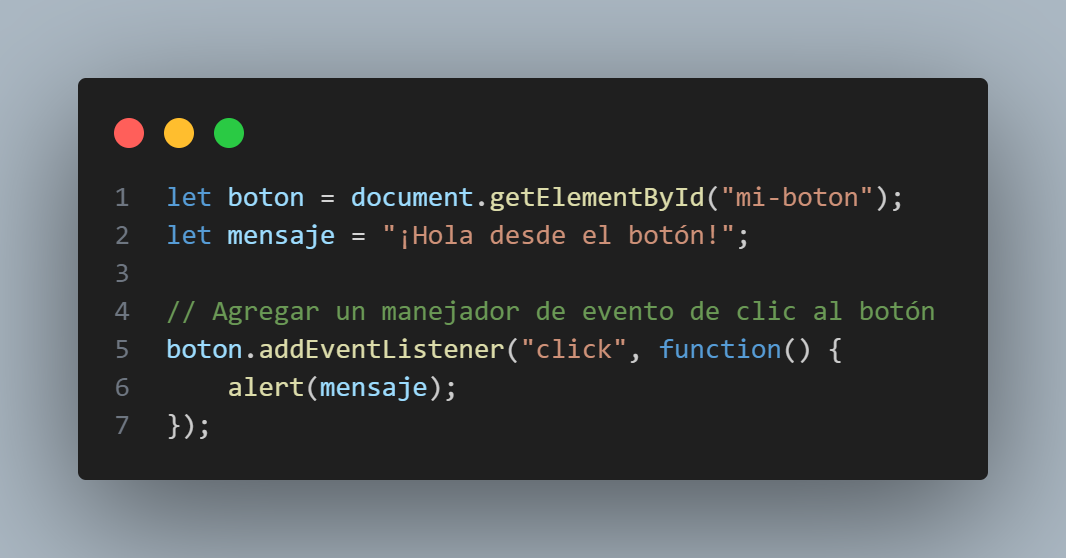 1 let boton = document.getElementById("mi-boton");
2 let mensaje = "¡Hola desde el botón!";
3
4 // Agregar un manejador de evento de clic al botón
5 boton.addEventListener("click", function() {
6     alert(mensaje);
7 });